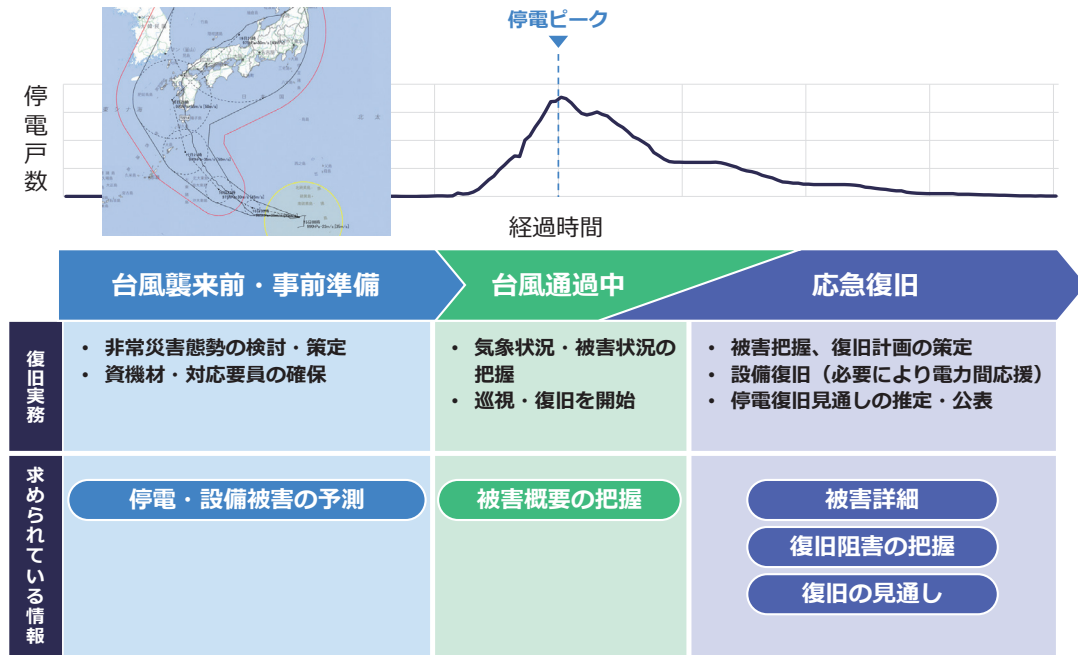 停電ピーク
停電戸数
経過時間
台風襲来前・事前準備
台風通過中
応急復旧
復旧実務
・ 非常災害態勢の検討・策定
・ 資機材・対応要員の確保
・ 気象状況・被害状況の
把握
・ 巡視・復旧を開始
・ 被害把握、復旧計画の策定
・ 設備復旧（必要により電力間応援）
・ 停電復旧見通しの推定・公表
求められている情報
停電・設備被害の予測
被害概要の把握
被害詳細
復旧阻害の把握
復旧の見通し